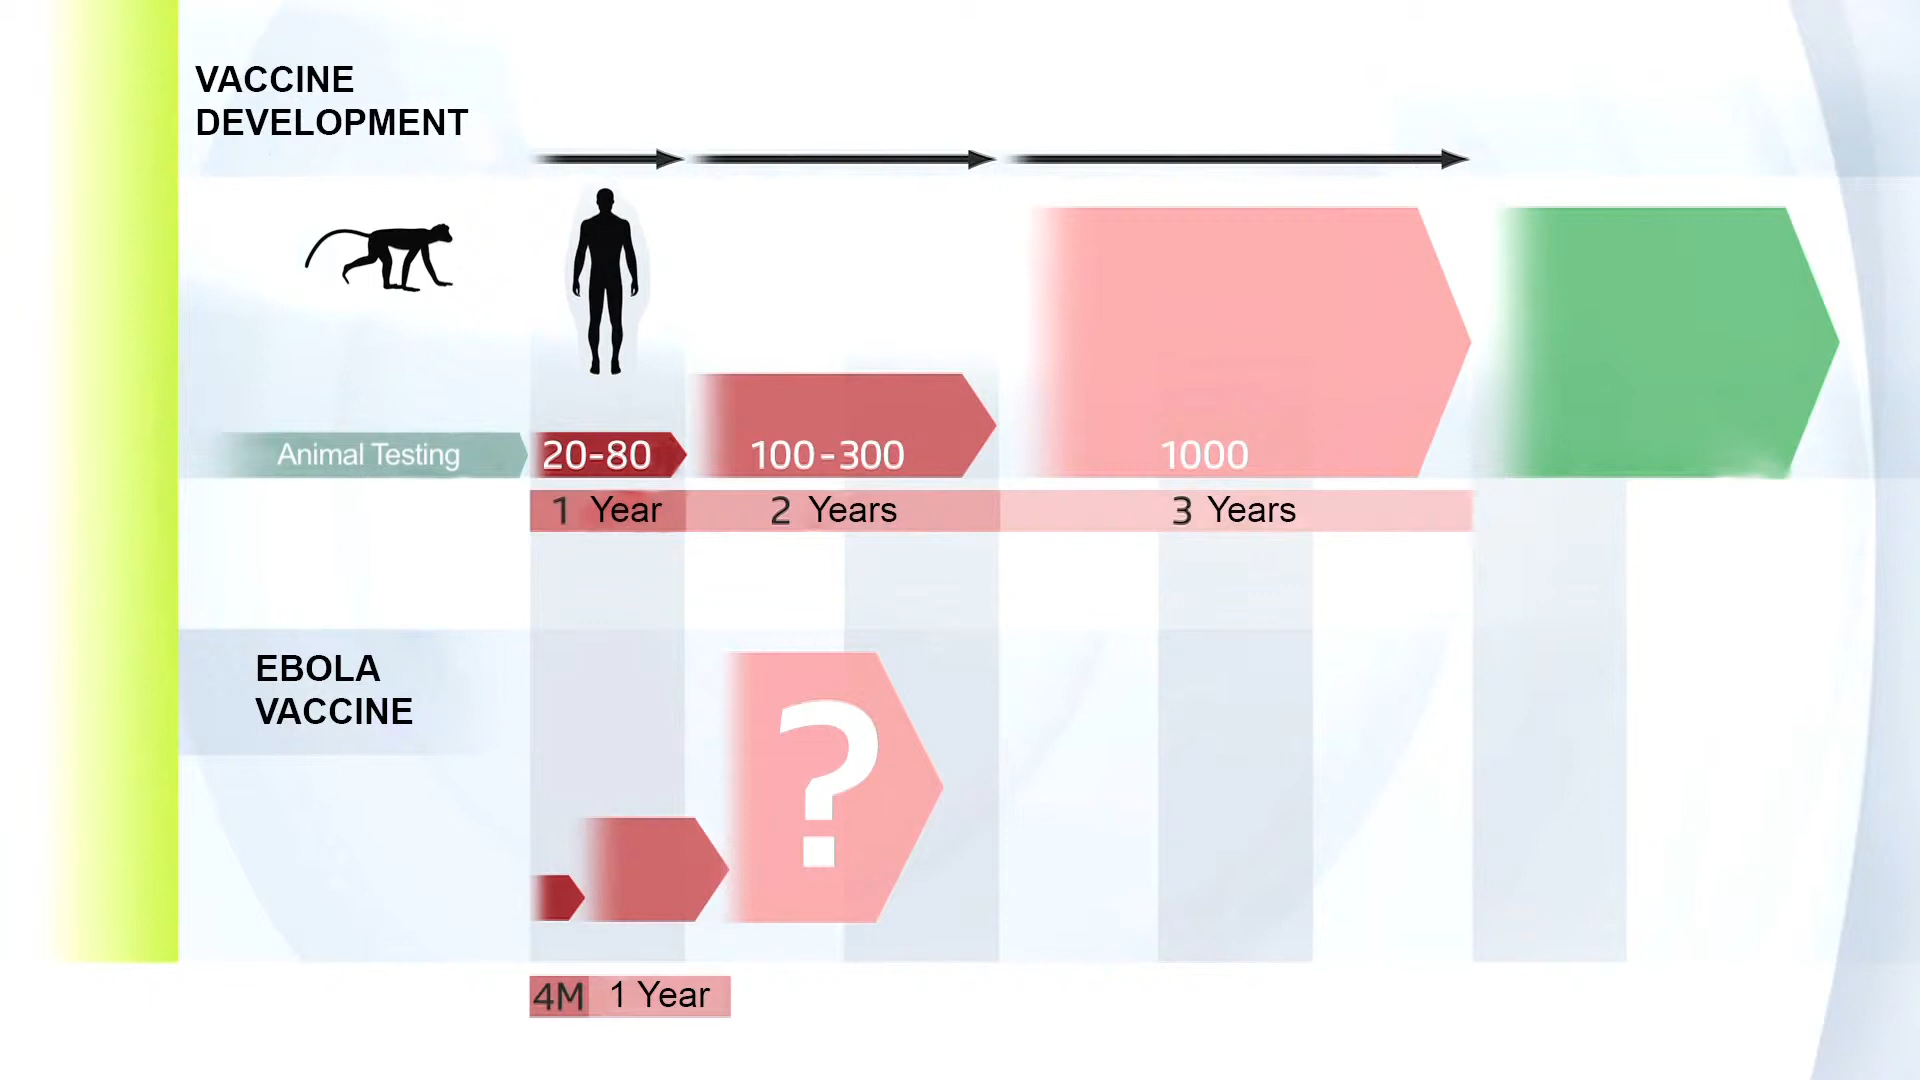 VACCINE
DEVELOPMENT
Animal Testing
20-80
100-300
1000
1 Year
2 Years
3 Years
EBOLA
VACCINE
?
4M
1 Year